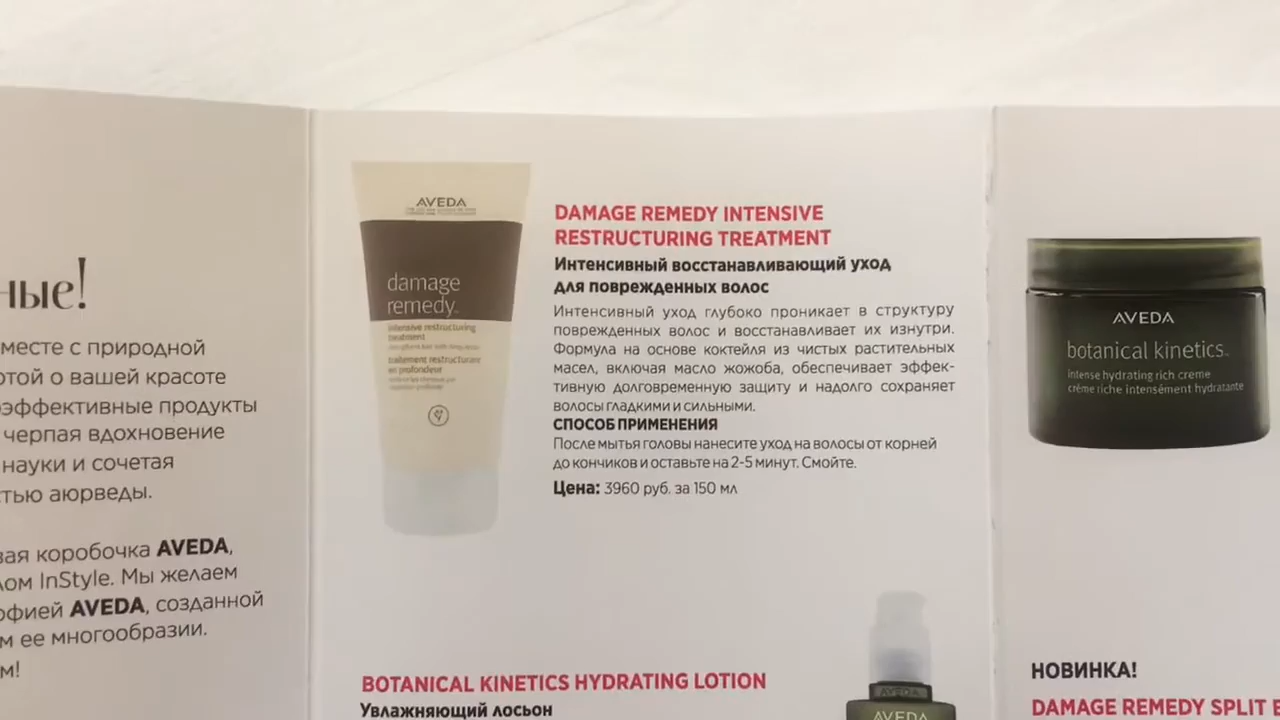 ные!
месте с природной
отой о вашей красоте
эффективные продукты
черпая вдохновение
науки и сочетая
стью аюрведы.
вая коробочка AVEDA,
лом InStyle. Мы желаем
офией AVEDA, созданной
м ее многообразии.
м!
AVEDA
damage
remedy
intensive restructuring
treatment
traitement restructurant
en profondeur
DAMAGE REMEDY INTENSIVE
RESTRUCTURING TREATMENT
Интенсивный восстанавливающий уход
для поврежденных волос
Интенсивный уход глубоко проникает в структуру
поврежденных волос и восстанавливает их изнутри.
Формула на основе коктейля из чистых растительных
масел, включая масло жожоба, обеспечивает эффек-
тивную долговременную защиту и надолго сохраняет
волосы гладкими и сильными.
СПОСОБ ПРИМЕНЕНИЯ
После мытья головы нанесите уход на волосы от корней
до кончиков и оставьте на 2-5 минут. Смойте.
Цена: 3960 руб. за 150 мл
BOTANICAL KINETICS HYDRATING LOTION
Увлажняющий лосьон
AVEDA
AVEDA
AVEDA
botanical kinetics
intense hydrating rich creme
crème riche intensément hydratante
НОВИНКА!
DAMAGE REMEDY SPLIT E